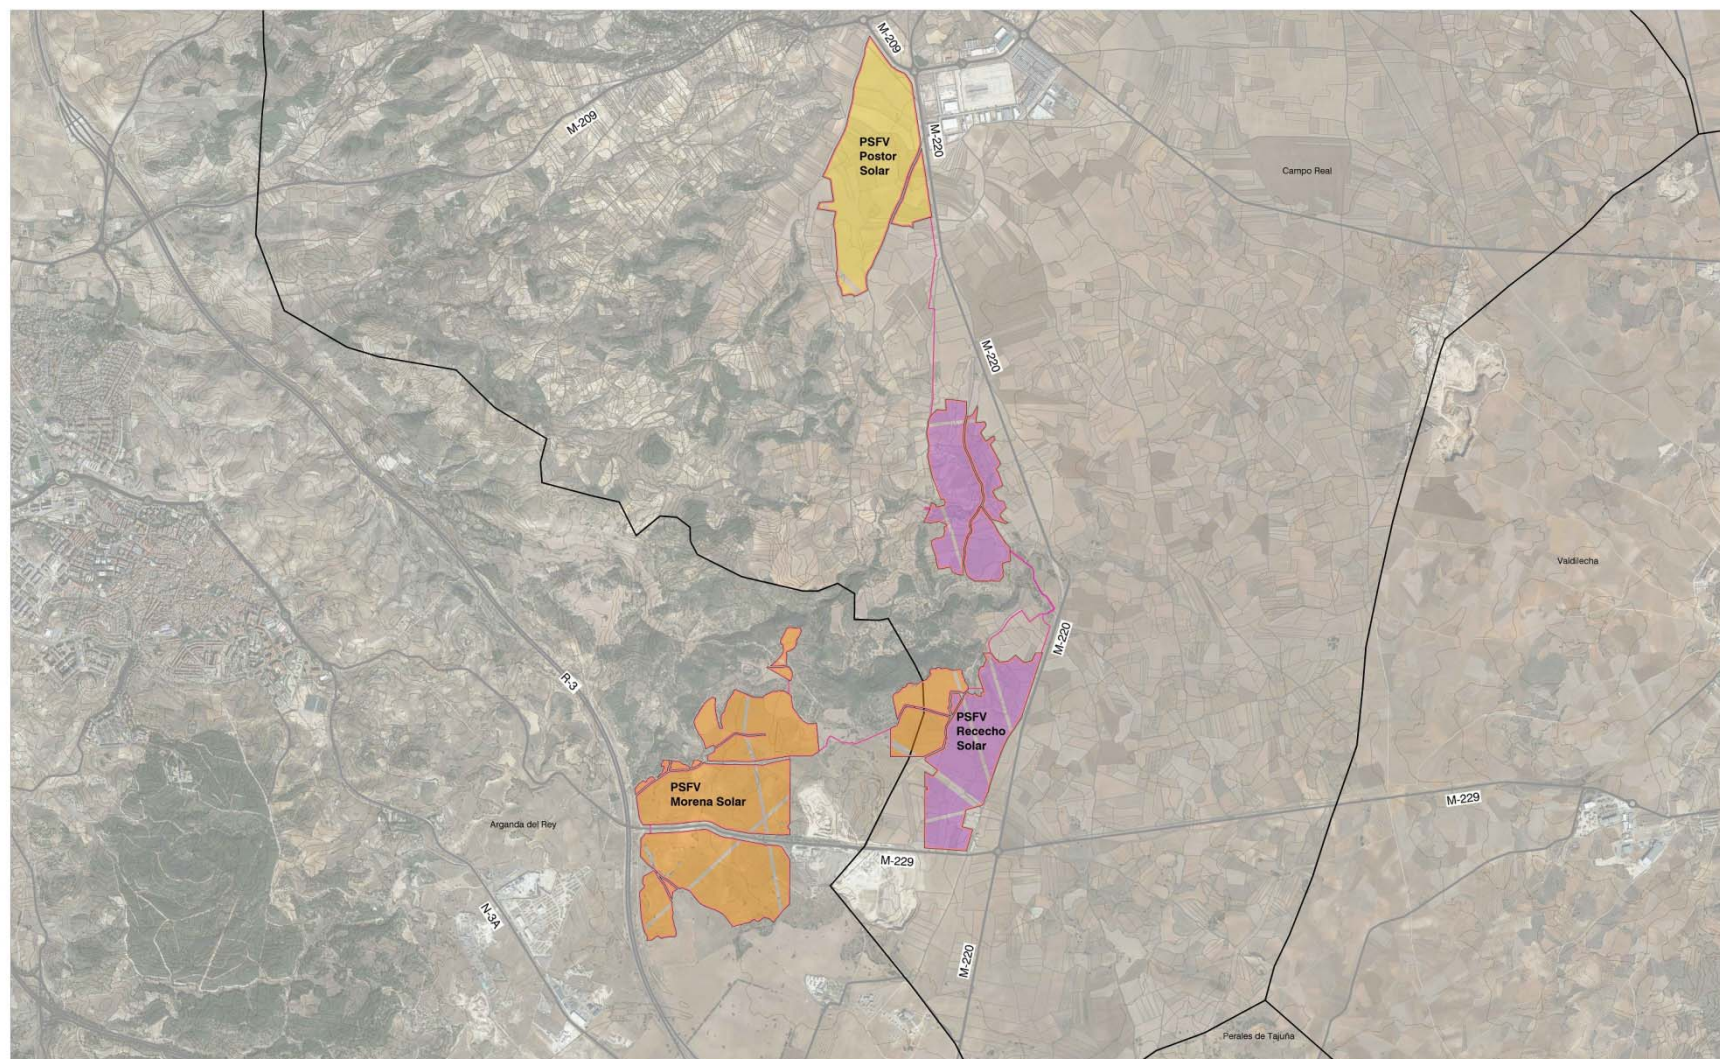 M-209
M-209
PSFV
Postor
Solar
M-220
Campo Real
M-220
Valdilecha
M-220
R-3
PSFV
Rececho
Solar
PSFV
Morena Solar
M-229
Arganda del Rey
M-229
N-3A
M-220
Perales de Tajuña